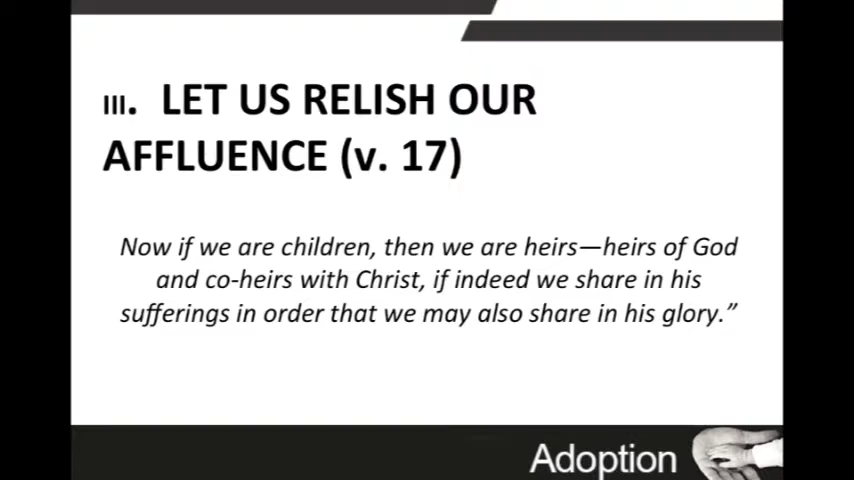 III. LET US RELISH OUR
AFFLUENCE (v. 17)
Now if we are children, then we are heirs—heirs of God
and co-heirs with Christ, if indeed we share in his
sufferings in order that we may also share in his glory.”
Adoption